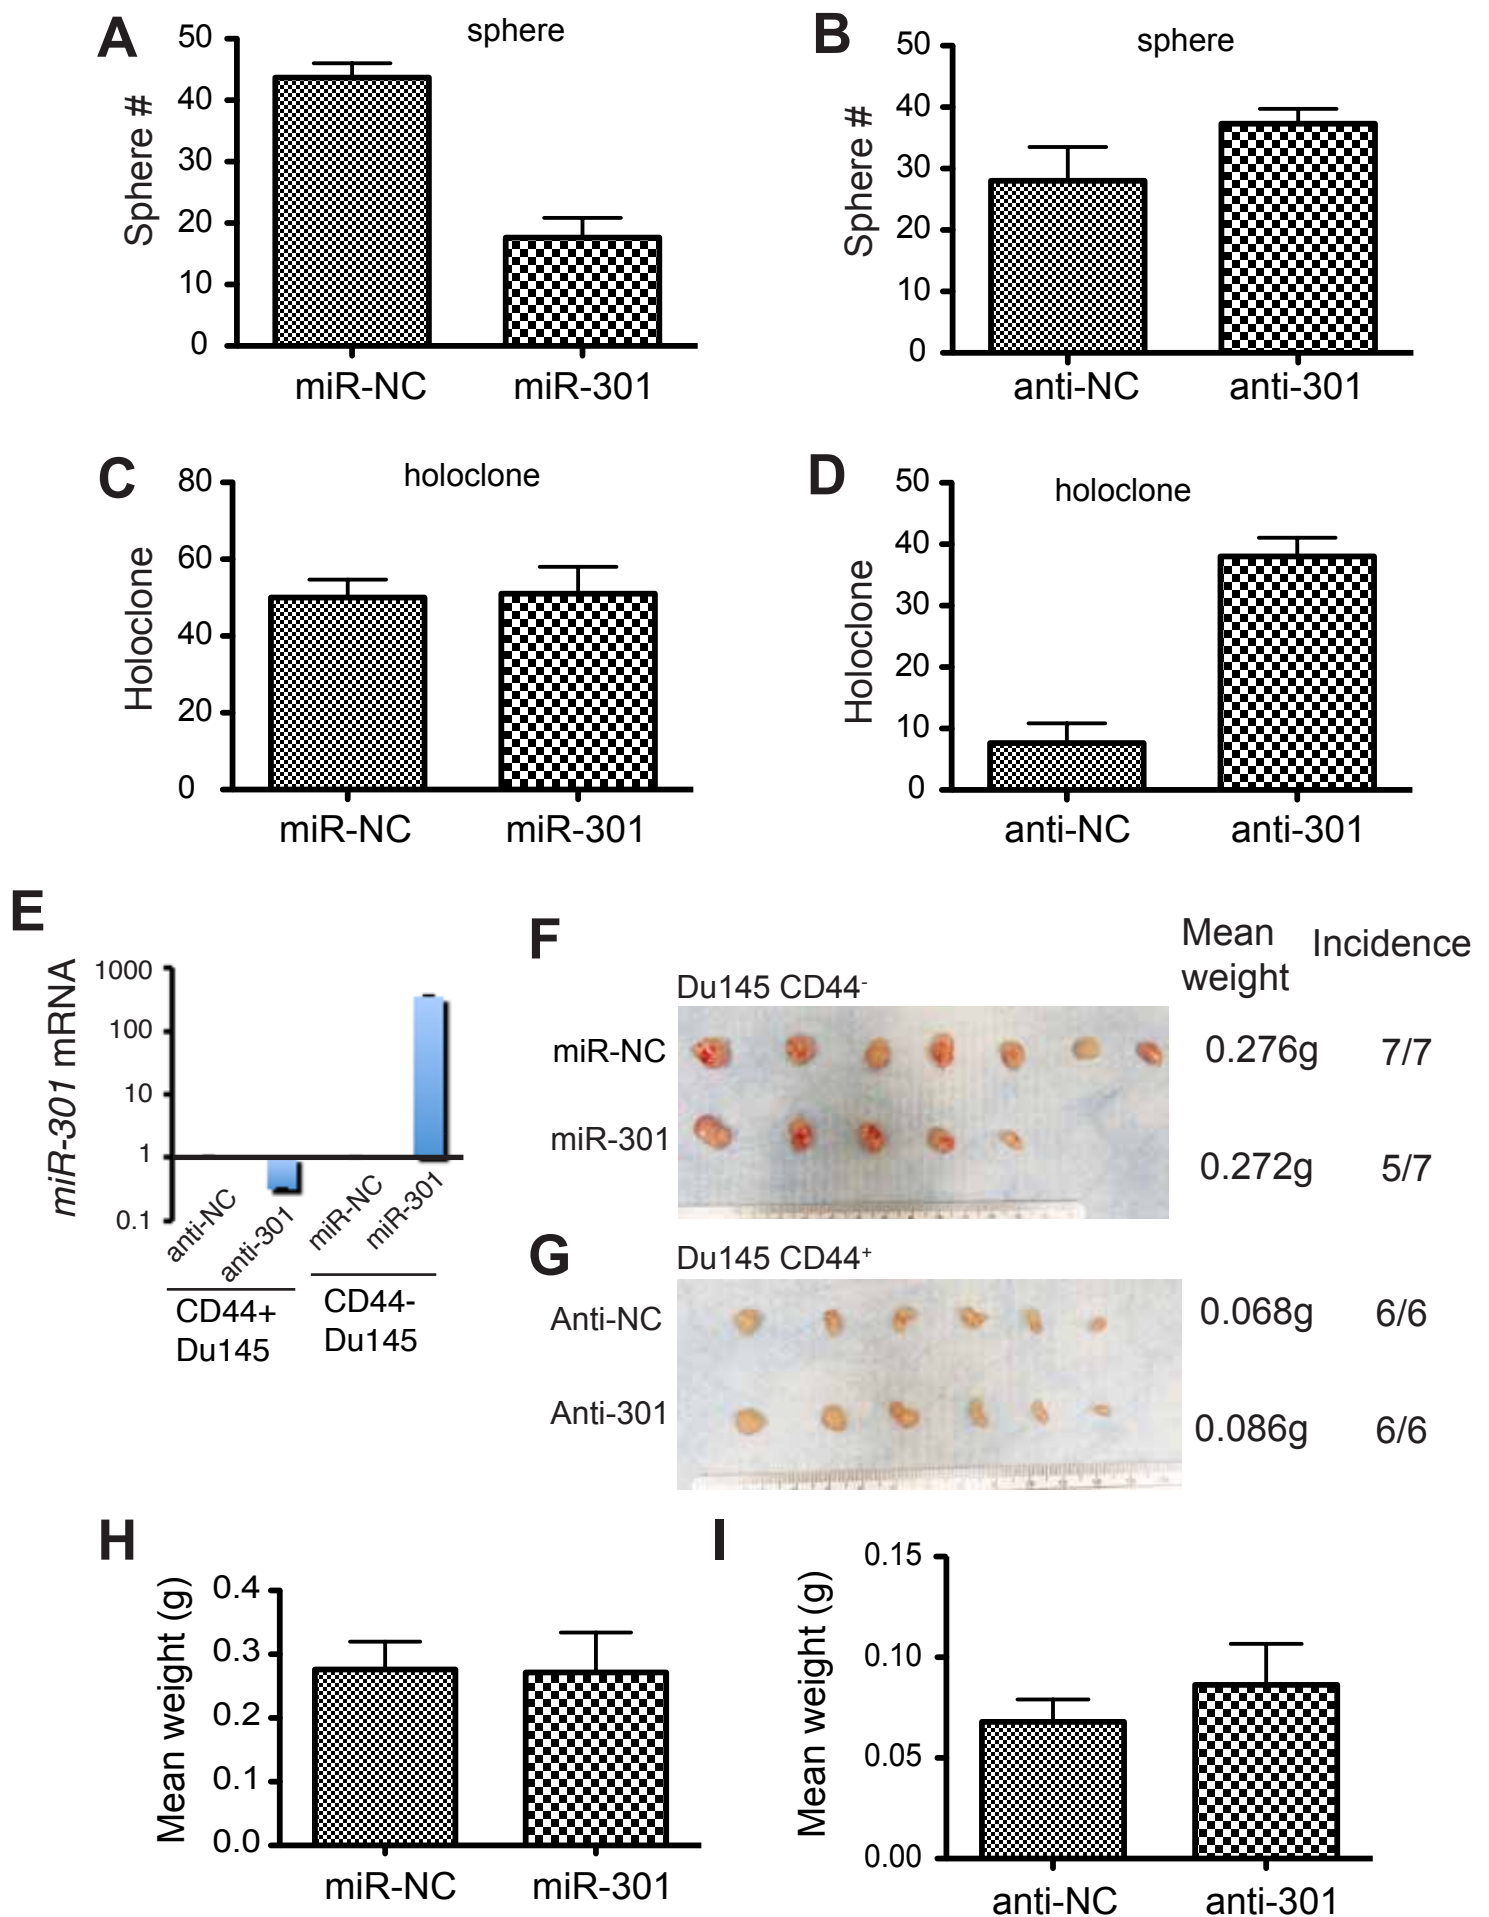 A
sphere
Sphere #
50
40
30
20
10
0
miR-NC miR-301
B
sphere
Sphere #
50
40
30
20
10
0
anti-NC anti-301
C
holoclone
Holoclone
80
60
40
20
0
miR-NC miR-301
D
holoclone
Holoclone
50
40
30
20
10
0
anti-NC anti-301
E
miR-301 mRNA
1000
100
10
1
0.1
anti-NC
anti-301
miR-NC
miR-301
CD44+
Du145
CD44-
Du145
F
Mean
weight
Incidence
Du145 CD44-
miR-NC 0.276g 7/7
miR-301 0.272g 5/7
G
Du145 CD44+
Anti-NC 0.068g 6/6
Anti-301 0.086g 6/6
H
Mean weight (g)
0.4
0.3
0.2
0.1
0.0
miR-NC miR-301
I
Mean weight (g)
0.15
0.10
0.05
0.00
anti-NC anti-301